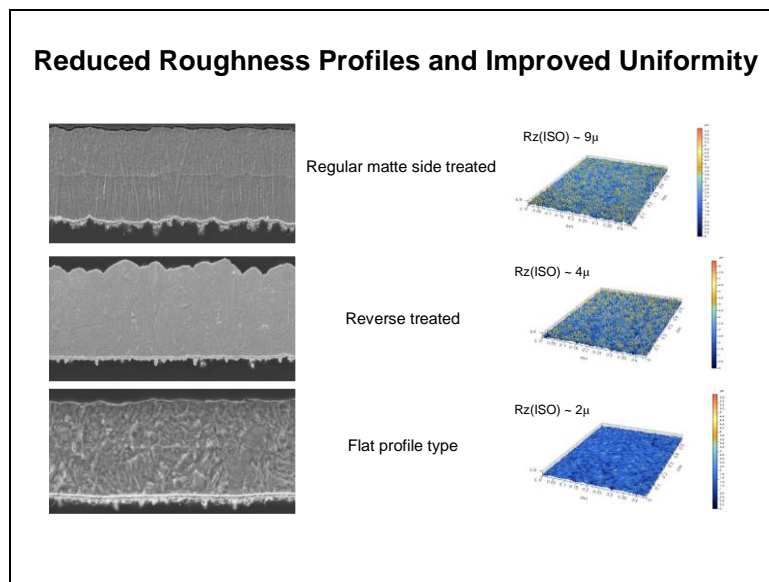 Reduced Roughness Profiles and Improved Uniformity
Regular matte side treated
Rz(ISO) ~ 9μ
Reverse treated
Rz(ISO) ~ 4μ
Flat profile type
Rz(ISO) ~ 2μ